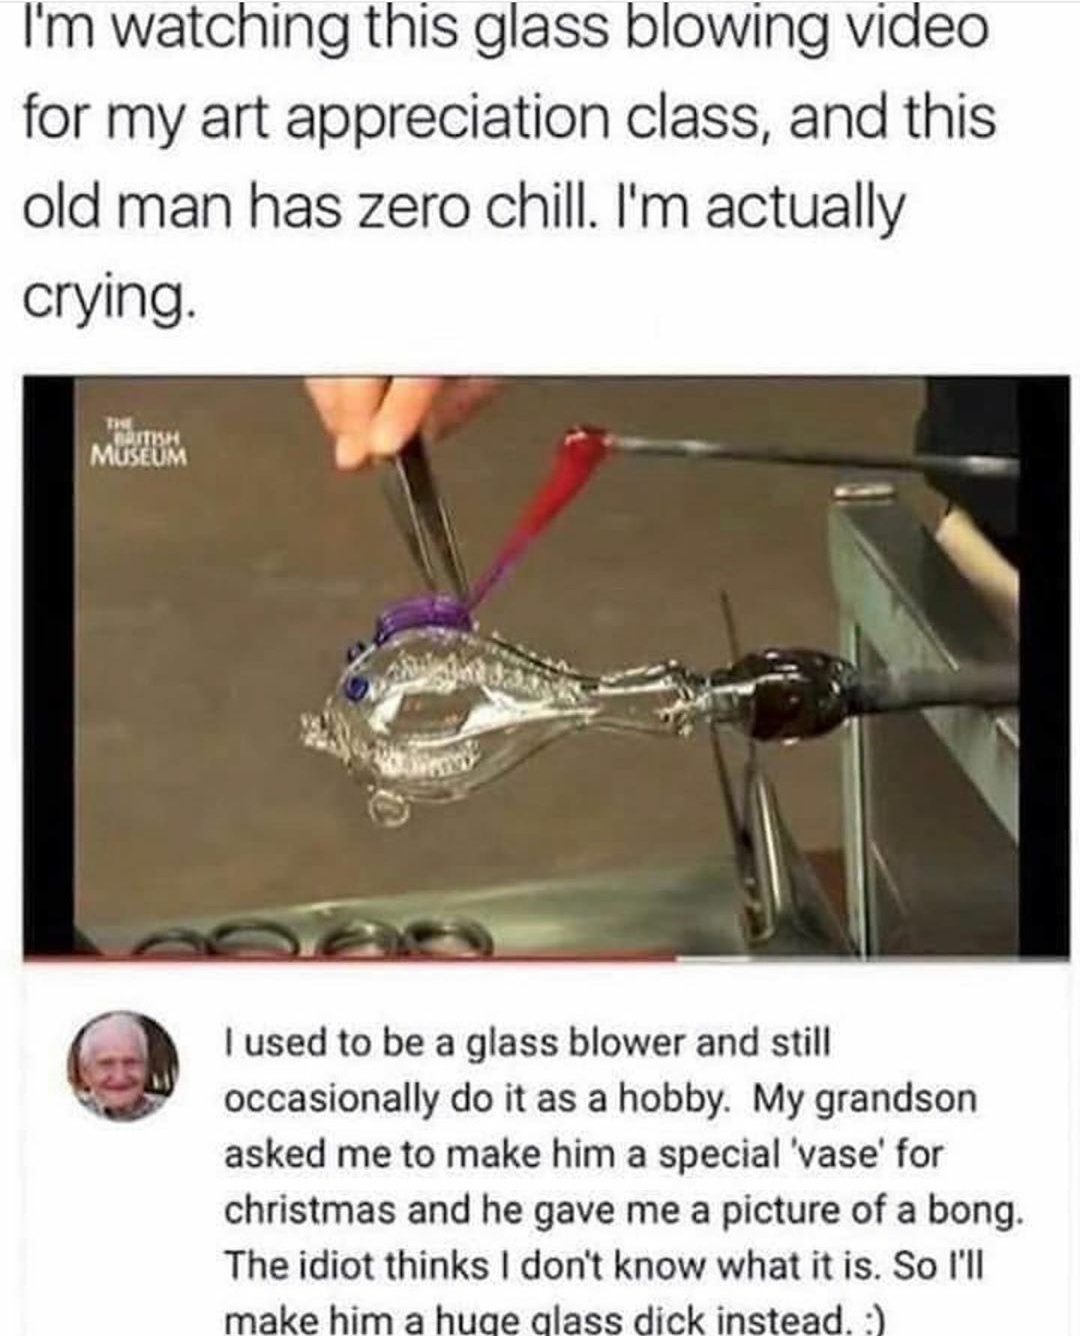 I'm watching this glass blowing video
for my art appreciation class, and this
old man has zero chill. I'm actually
crying.
THE
BRITISH
MUSEUM
I used to be a glass blower and still
occasionally do it as a hobby. My grandson
asked me to make him a special 'vase' for
christmas and he gave me a picture of a bong.
The idiot thinks I don't know what it is. So I'll
make him a huge glass dick instead. :)